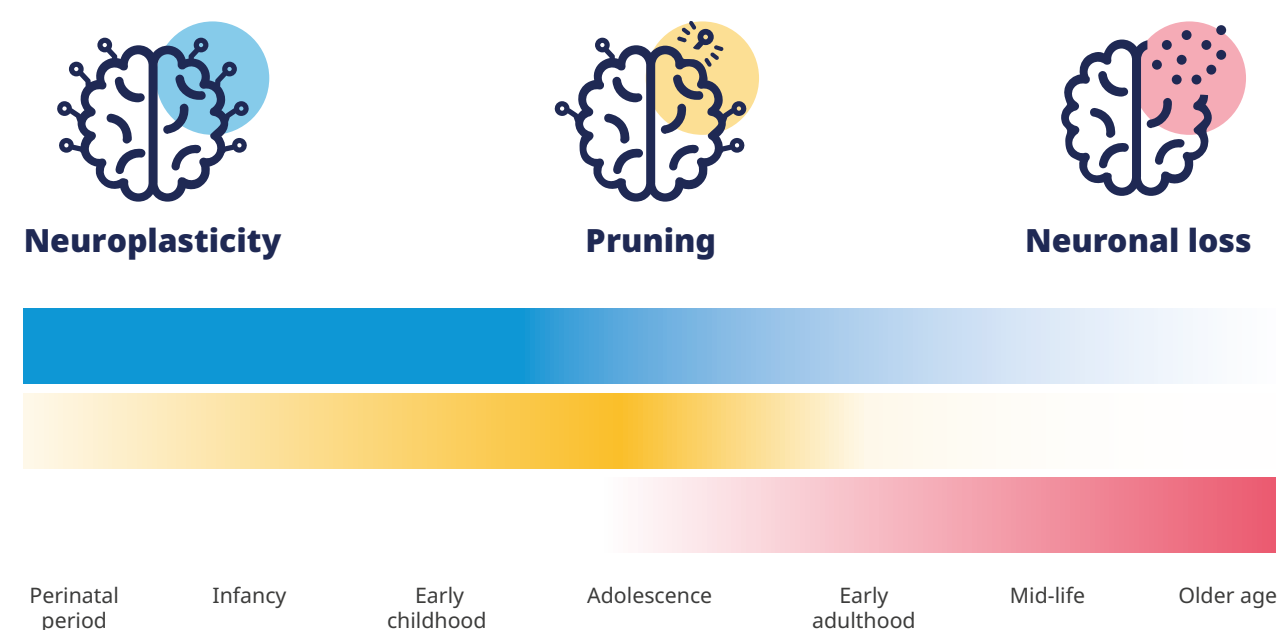 Neuroplasticity
Pruning
Neuronal loss
Perinatal
period
Infancy
Early
childhood
Adolescence
Early
adulthood
Mid-life
Older age